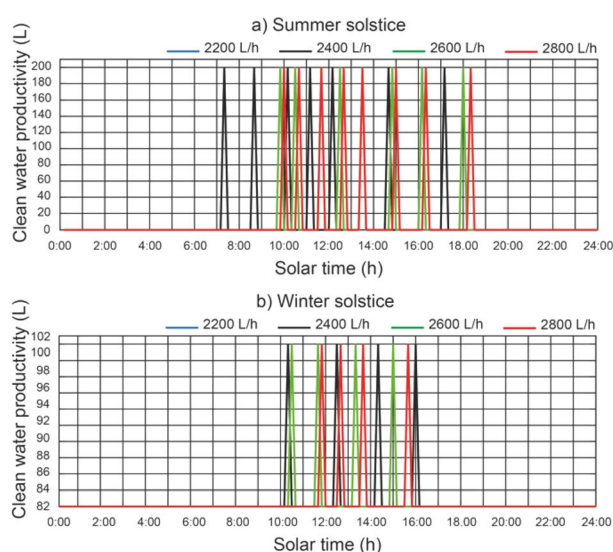 a) Summer solstice
2200 L/h 2400 L/h 2600 L/h 2800 L/h
Clean water productivity (L)
200
180
160
140
120
100
80
60
40
20
0
0:00 2:00 4:00 6:00 8:00 10:00 12:00 14:00 16:00 18:00 20:00 22:00 24:00
Solar time (h)
b) Winter solstice
2200 L/h 2400 L/h 2600 L/h 2800 L/h
Clean water productivity (L)
102
100
98
96
94
92
90
88
86
84
82
0:00 2:00 4:00 6:00 8:00 10:00 12:00 14:00 16:00 18:00 20:00 22:00 24:00
Solar time (h)